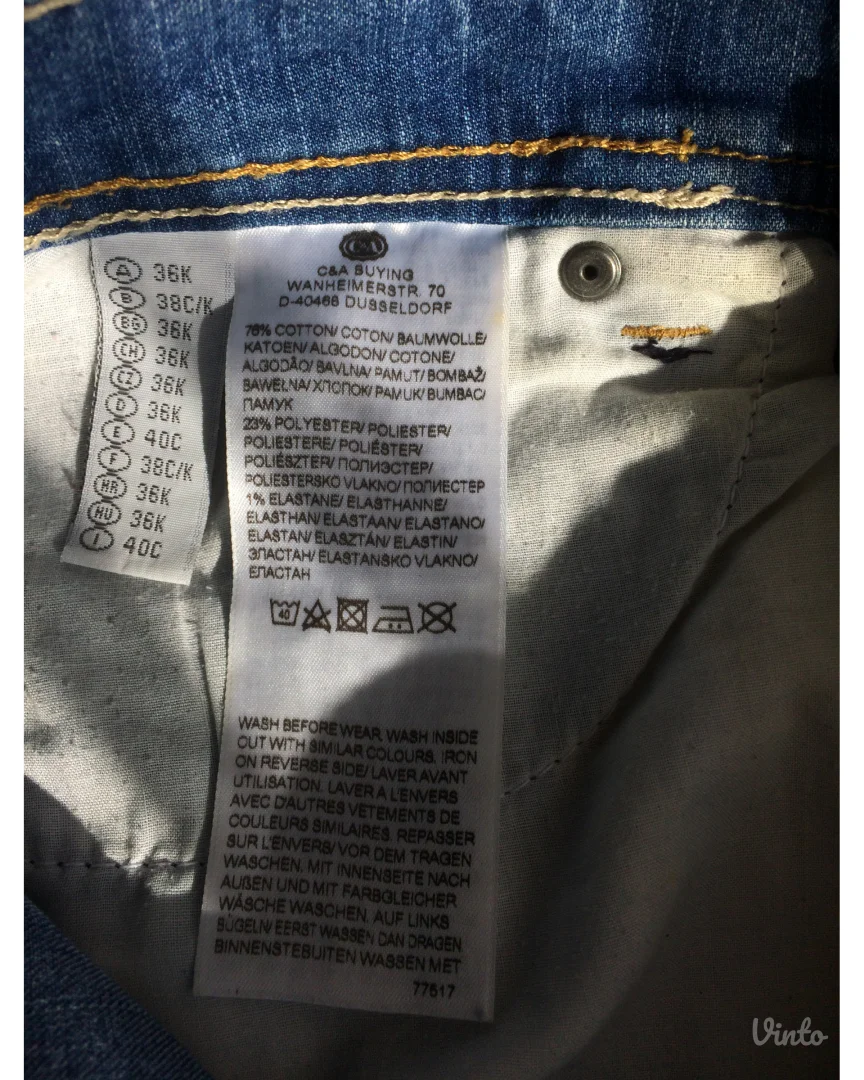 A 36K
B 38C/K
BG 36K
CH 36K
CZ 36K
D 36K
E 40C
F 38C/K
HR 36K
HU 36K
I 40C
C&A
C&A BUYING
WANHEIMERSTR. 70
D-40468 DUSSELDORF
76% COTTON/ COTON/ BAUMWOLLE/
KATOEN/ ALGODON/ COTONE/
ALGODÃO/ BAVLNA/ PAMUT/ BOMBAŽ/
BAWEŁNA/ ХЛОПОК/ PAMUK/ BUMBAC/
ПАМУК
23% POLYESTER/ POLIESTER/
POLIESTERE/ POLIÉSTER/
POLIÉSZTER/ ПОЛИЭСТЕР/
POLIESTERSKO VLAKNO/ ПОЛИЕСТЕР
1% ELASTANE/ ELASTHANNE/
ELASTHAN/ ELASTAAN/ ELASTANO/
ELASTAN/ ELASZTÁN/ ELASTIN/
ЭЛАСТАН/ ELASTANSKO VLAKNO/
ЕЛАСТАН
40
WASH BEFORE WEAR, WASH INSIDE
OUT WITH SIMILAR COLOURS, IRON
ON REVERSE SIDE/ LAVER AVANT
UTILISATION. LAVER A L'ENVERS
AVEC D'AUTRES VETEMENTS DE
COULEURS SIMILAIRES. REPASSER
SUR L'ENVERS/ VOR DEM TRAGEN
WASCHEN, MIT INNENSEITE NACH
AUßEN UND MIT FARBGLEICHER
WÄSCHE WASCHEN, AUF LINKS
BÜGELN/ EERST WASSEN DAN DRAGEN
BINNENSTEBUITEN WASSEN MET
77517
Vinto